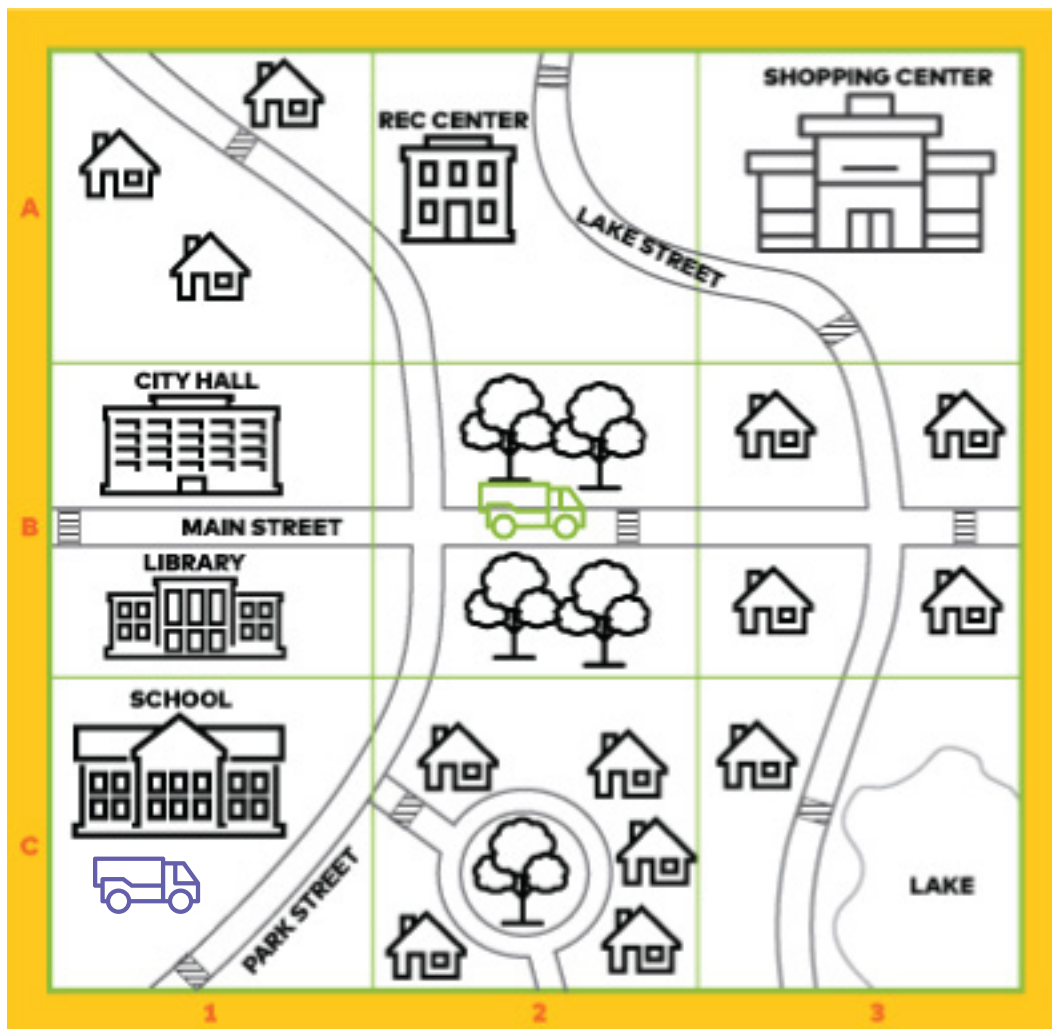 SHOPPING CENTER
REC CENTER
A
LAKE STREET
CITY HALL
B
MAIN STREET
LIBRARY
SCHOOL
C
PARK STREET
LAKE
1
2
3